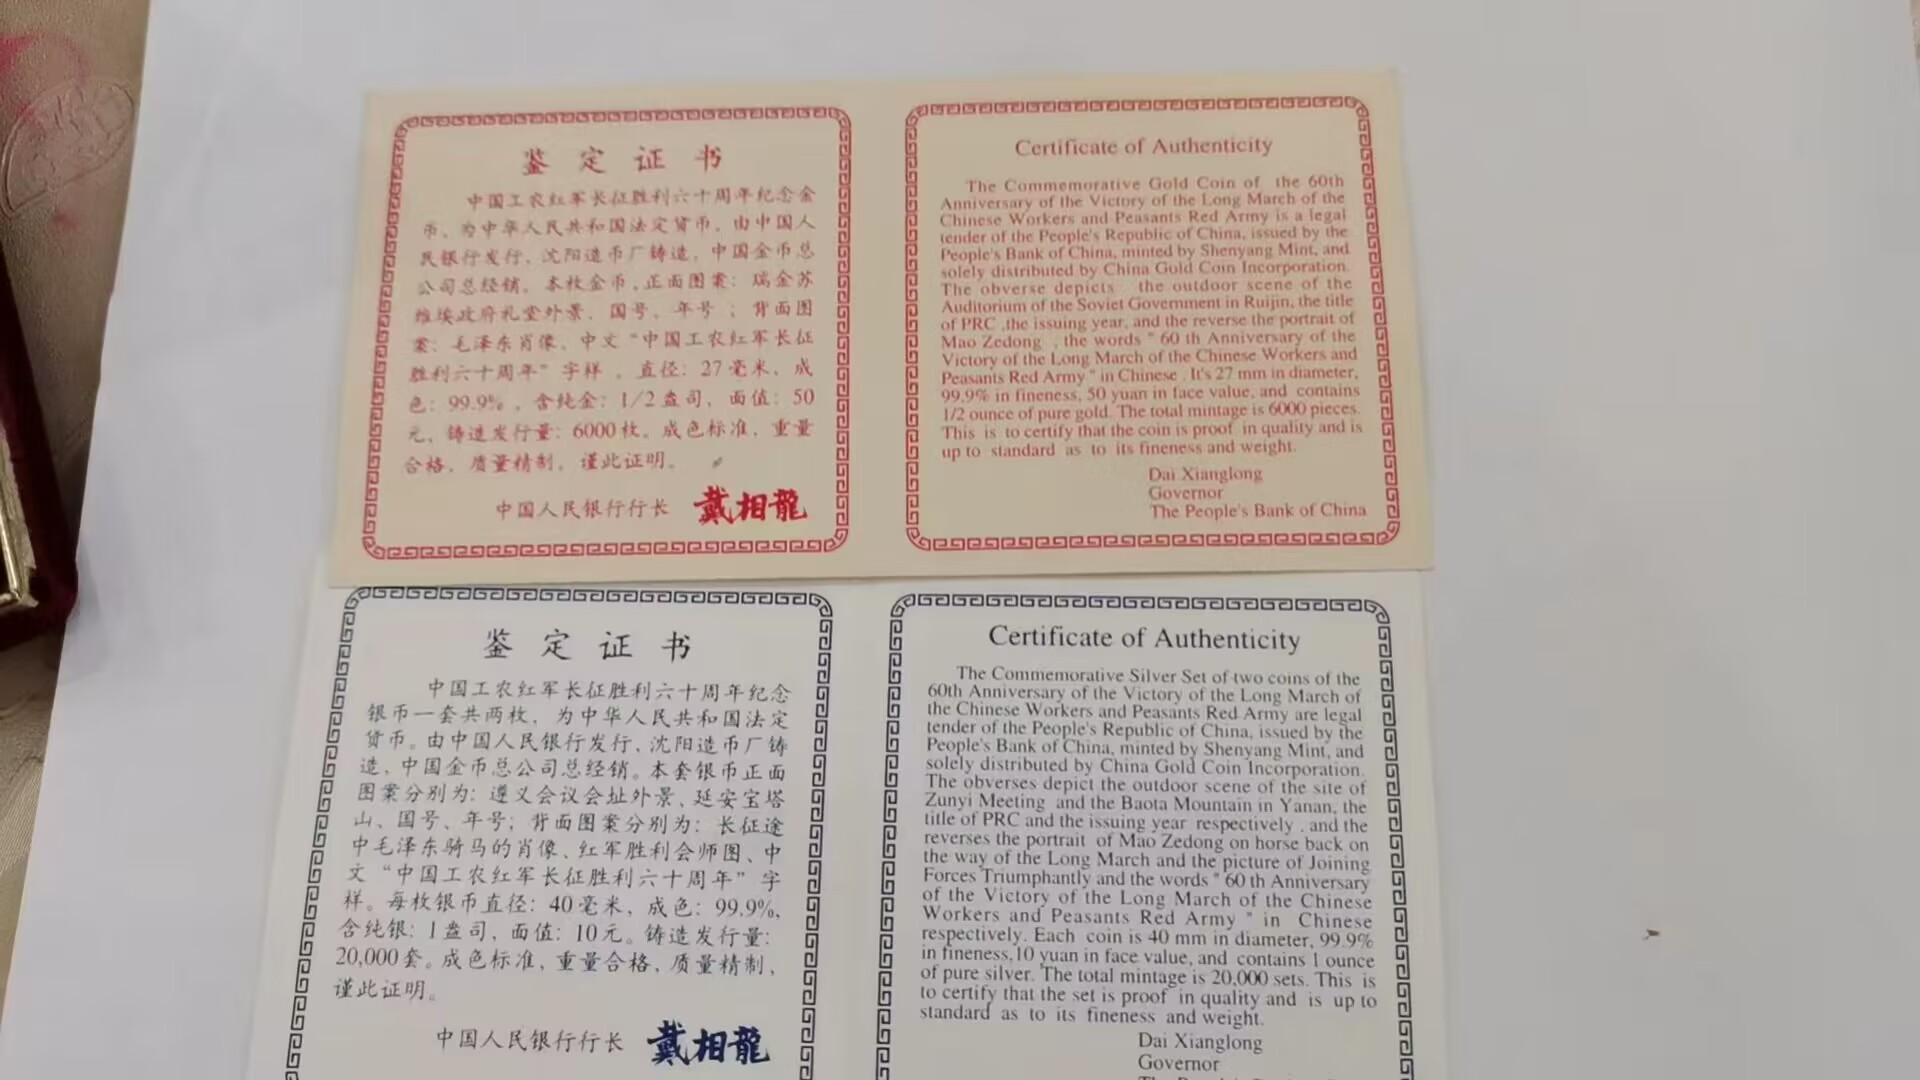 鉴定证书
中国工农红军长征胜利六十周年纪念金
币，为中华人民共和国法定货币。由中国人
民银行发行，沈阳造币厂铸造，中国金币总
公司总经销。本枚金币，正面图案：瑞金苏
维埃政府礼堂外景、国号、年号；背面图
案：毛泽东肖像、中文“中国工农红军长征
胜利六十周年”字样。直径：27毫米，成
色：99.9%，含纯金：1/2盎司，面值：50
元，铸造发行量：6000枚。成色标准，重量
合格，质量精制，谨此证明。
中国人民银行行长 戴相龍
Certificate of Authenticity
The Commemorative Gold Coin of the 60th
Anniversary of the Victory of the Long March of the
Chinese Workers and Peasants Red Army is a legal
tender of the People's Republic of China, issued by the
People's Bank of China, minted by Shenyang Mint, and
solely distributed by China Gold Coin Incorporation.
The obverse depicts the outdoor scene of the
Auditorium of the Soviet Government in Ruijin, the title
of PRC ,the issuing year, and the reverse the portrait of
Mao Zedong , the words " 60 th Anniversary of the
Victory of the Long March of the Chinese Workers and
Peasants Red Army " in Chinese . It's 27 mm in diameter,
99.9% in fineness, 50 yuan in face value, and contains
1/2 ounce of pure gold. The total mintage is 6000 pieces.
This is to certify that the coin is proof in quality and is
up to standard as to its fineness and weight.
Dai Xianglong
Governor
The People's Bank of China
鉴定证书
中国工农红军长征胜利六十周年纪念
银币一套共两枚，为中华人民共和国法定
货币。由中国人民银行发行，沈阳造币厂铸
造，中国金币总公司总经销。本套银币正面
图案分别为：遵义会议会址外景、延安宝塔
山、国号、年号；背面图案分别为：长征途
中毛泽东骑马的肖像、红军胜利会师图、中
文“中国工农红军长征胜利六十周年”字
样。每枚银币直径：40毫米，成色：99.9%，
含纯银：1盎司，面值：10元。铸造发行量：
20,000套。成色标准，重量合格，质量精制，
谨此证明。
中国人民银行行长 戴相龍
Certificate of Authenticity
The Commemorative Silver Set of two coins of the
60th Anniversary of the Victory of the Long March of
the Chinese Workers and Peasants Red Army are legal
tender of the People's Republic of China, issued by the
People's Bank of China, minted by Shenyang Mint, and
solely distributed by China Gold Coin Incorporation.
The obverses depict the outdoor scene of the site of
Zunyi Meeting and the Baota Mountain in Yanan, the
title of PRC and the issuing year respectively , and the
reverses the portrait of Mao Zedong on horse back on
the way of the Long March and the picture of Joining
Forces Triumphantly and the words " 60 th Anniversary
of the Victory of the Long March of the Chinese
Workers and Peasants Red Army " in Chinese
respectively. Each coin is 40 mm in diameter, 99.9%
in fineness,10 yuan in face value, and contains 1 ounce
of pure silver. The total mintage is 20,000 sets. This is
to certify that the set is proof in quality and is up to
standard as to its fineness and weight.
Dai Xianglong
Governor